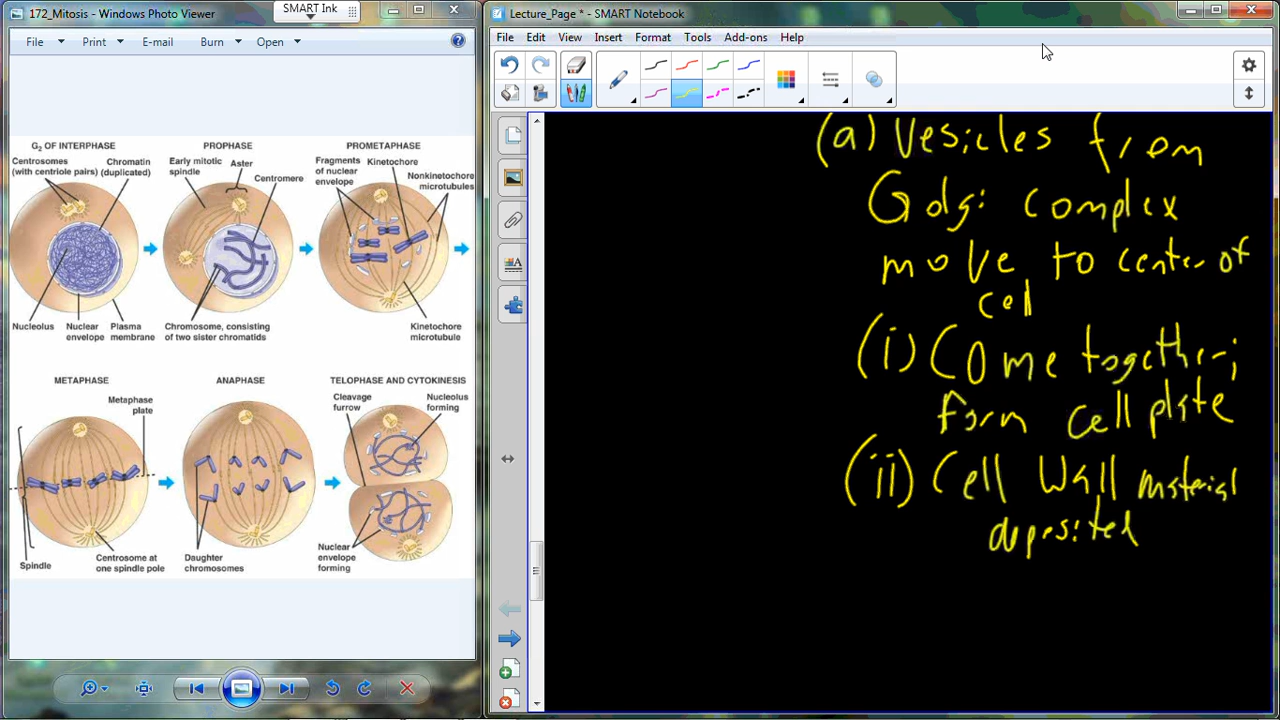 172_Mitosis - Windows Photo Viewer
SMART Ink
File Print E-mail Burn Open
G₂ OF INTERPHASE
Centrosomes
(with centriole pairs)
Chromatin
(duplicated)
Nucleolus
Nuclear
envelope
Plasma
membrane
PROPHASE
Early mitotic
spindle
Aster
Centromere
Chromosome, consisting
of two sister chromatids
PROMETAPHASE
Fragments
of nuclear
envelope
Kinetochore
Nonkinetochore
microtubules
Kinetochore
microtubule
METAPHASE
Metaphase
plate
Spindle
Centrosome at
one spindle pole
ANAPHASE
Daughter
chromosomes
TELOPHASE AND CYTOKINESIS
Cleavage
furrow
Nucleolus
forming
Nuclear
envelope
forming
Lecture_Page * - SMART Notebook
File Edit View Insert Format Tools Add-ons Help
(a) Vesicles from
Golgi complex
move to center of
cell
(i) Come together;
form cell plate
(ii) Cell Wall material
deposited